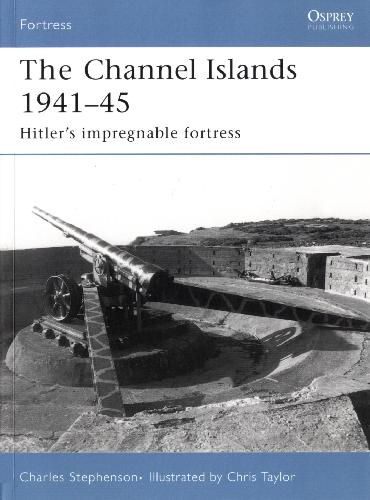 Fortress
OSPREY
PUBLISHING
The Channel Islands
1941–45
Hitler's impregnable fortress
Charles Stephenson • Illustrated by Chris Taylor